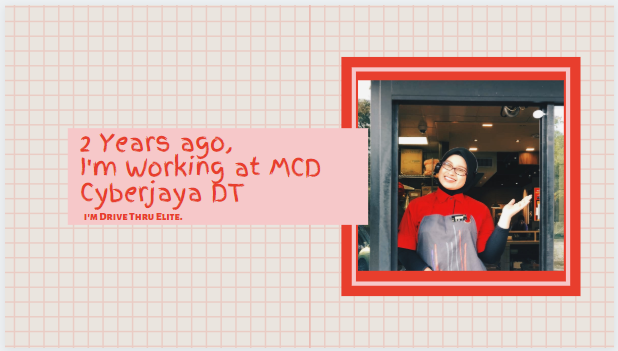 2 Years ago,
I'm working at MCD
Cyberjaya DT
I'm Drive Thru Elite.